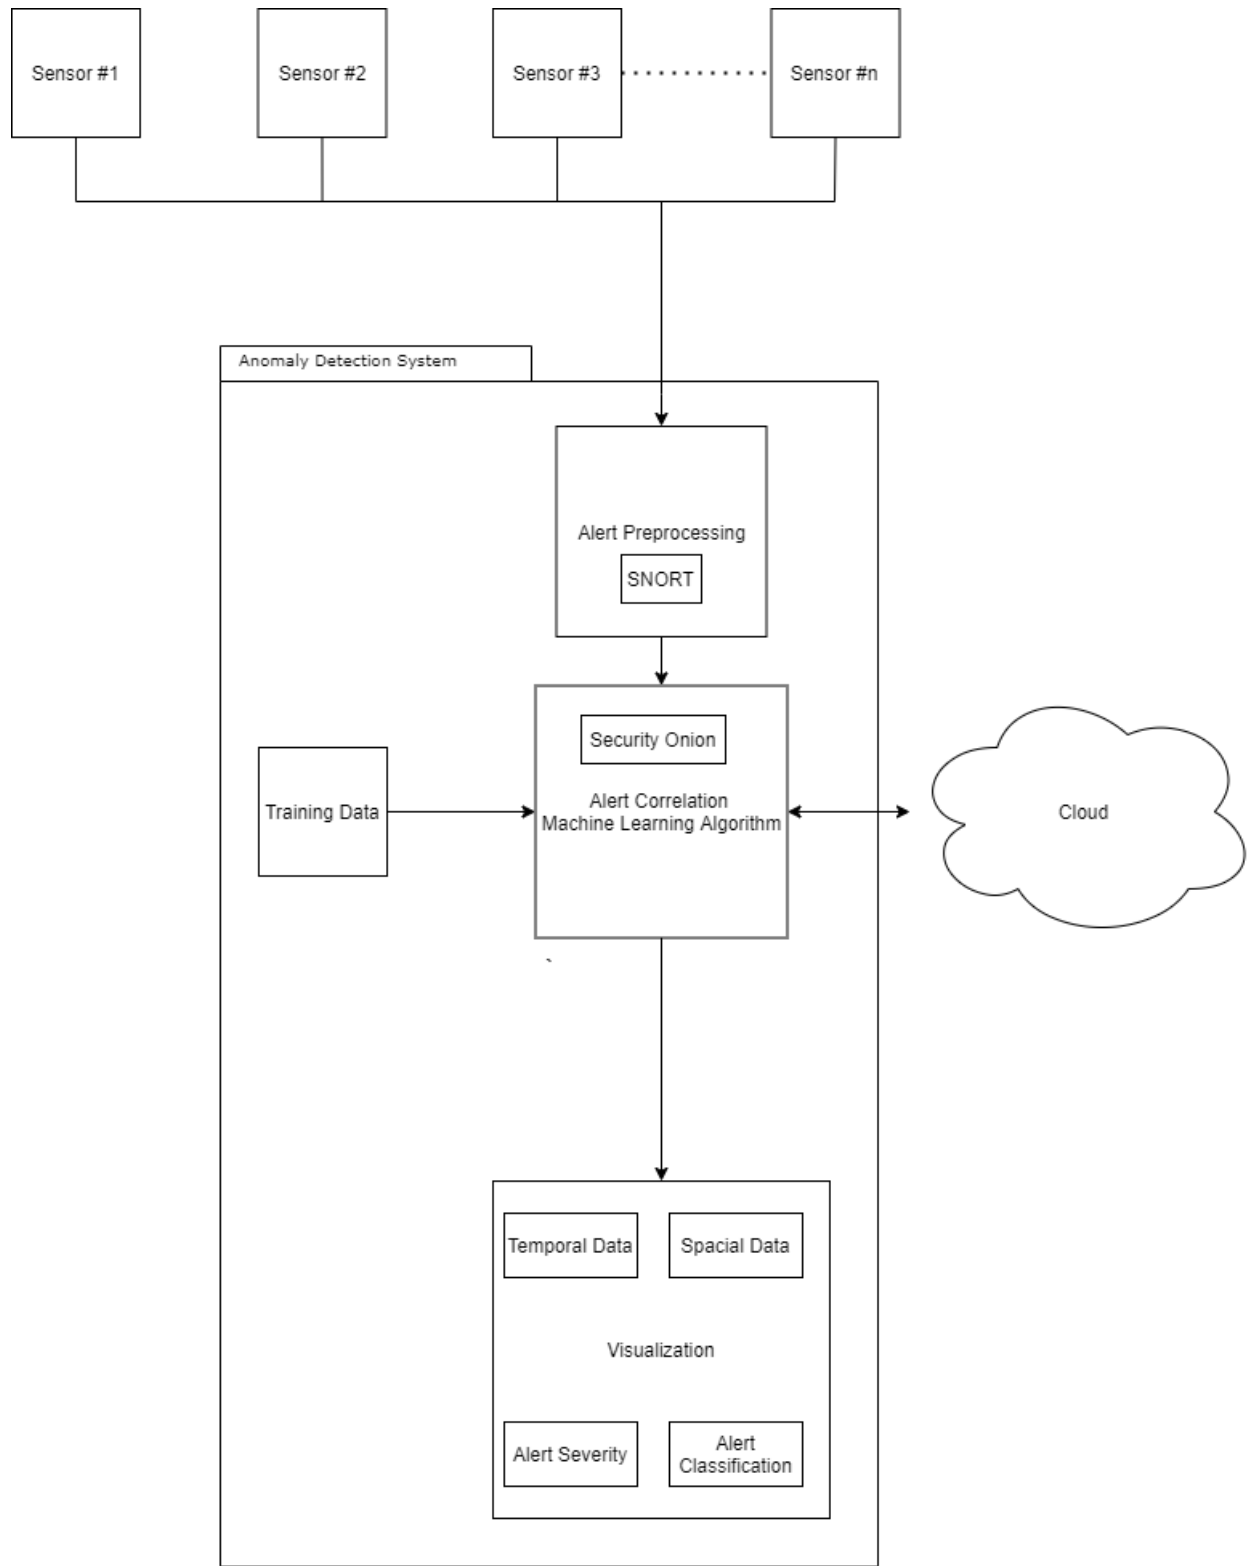 Sensor #1
Sensor #2
Sensor #3
Sensor #n
Anomaly Detection System
Alert Preprocessing
SNORT
Security Onion
Alert Correlation
Machine Learning Algorithm
Training Data
Cloud
`
Temporal Data
Spacial Data
Visualization
Alert Severity
Alert
Classification